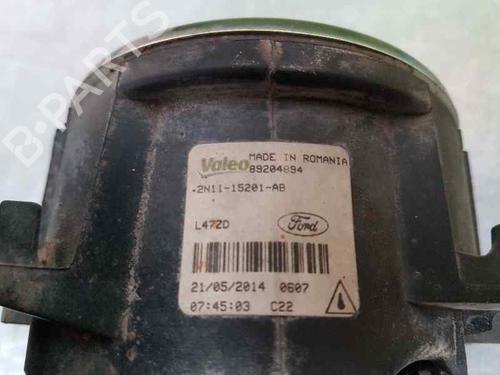 B-PARTS
Valeo MADE IN ROMANIA
89204894
2N11-15201-AB
L472D Ford
21/05/2014 0607
07:45:03 C22